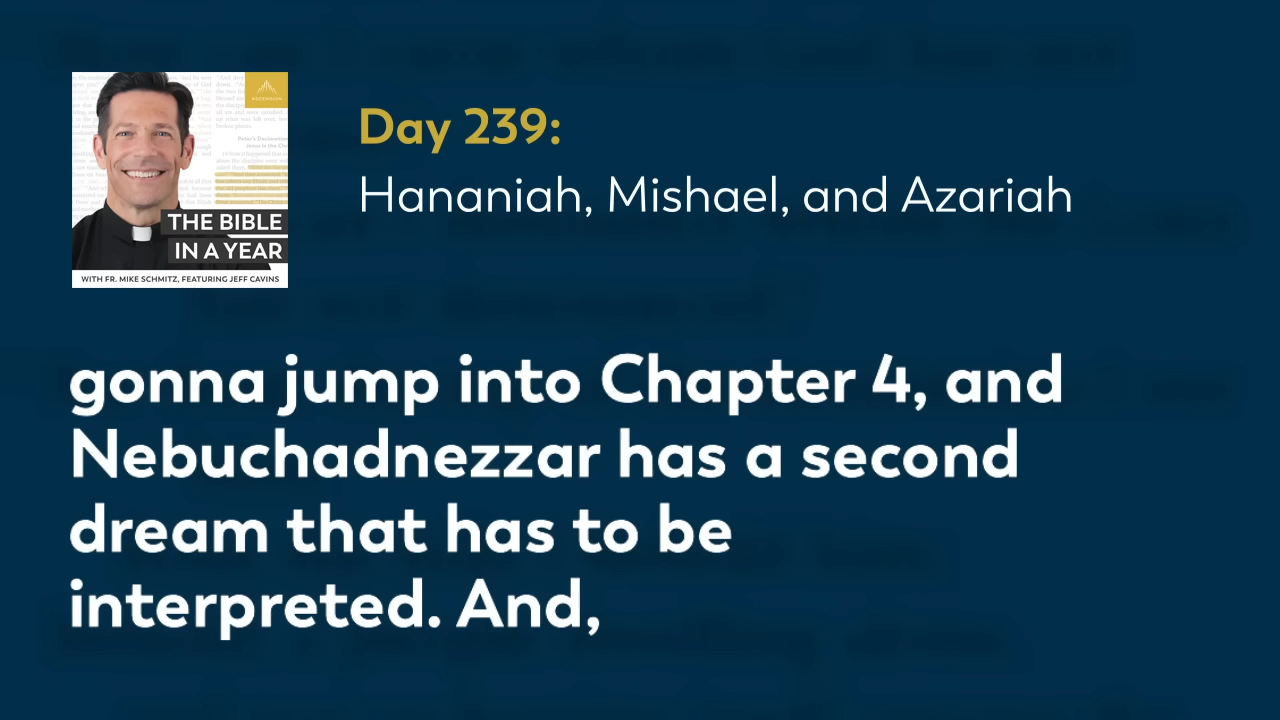 Day 239:
Hananiah, Mishael, and Azariah
THE BIBLE
IN A YEAR
WITH FR. MIKE SCHMITZ, FEATURING JEFF CAVINS
gonna jump into Chapter 4, and
Nebuchadnezzar has a second
dream that has to be
interpreted. And,